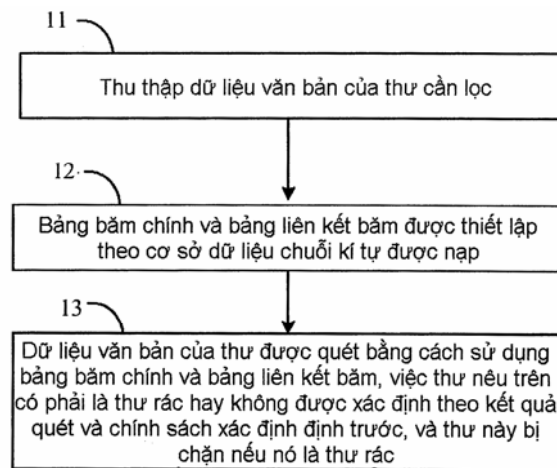 11
Thu thập dữ liệu văn bản của thư cần lọc
12
Bảng băm chính và bảng liên kết băm được thiết lập
theo cơ sở dữ liệu chuỗi kí tự được nạp
13
Dữ liệu văn bản của thư được quét bằng cách sử dụng
bảng băm chính và bảng liên kết băm, việc thư nêu trên
có phải là thư rác hay không được xác định theo kết quả
quét và chính sách xác định định trước, và thư này bị
chặn nếu nó là thư rác